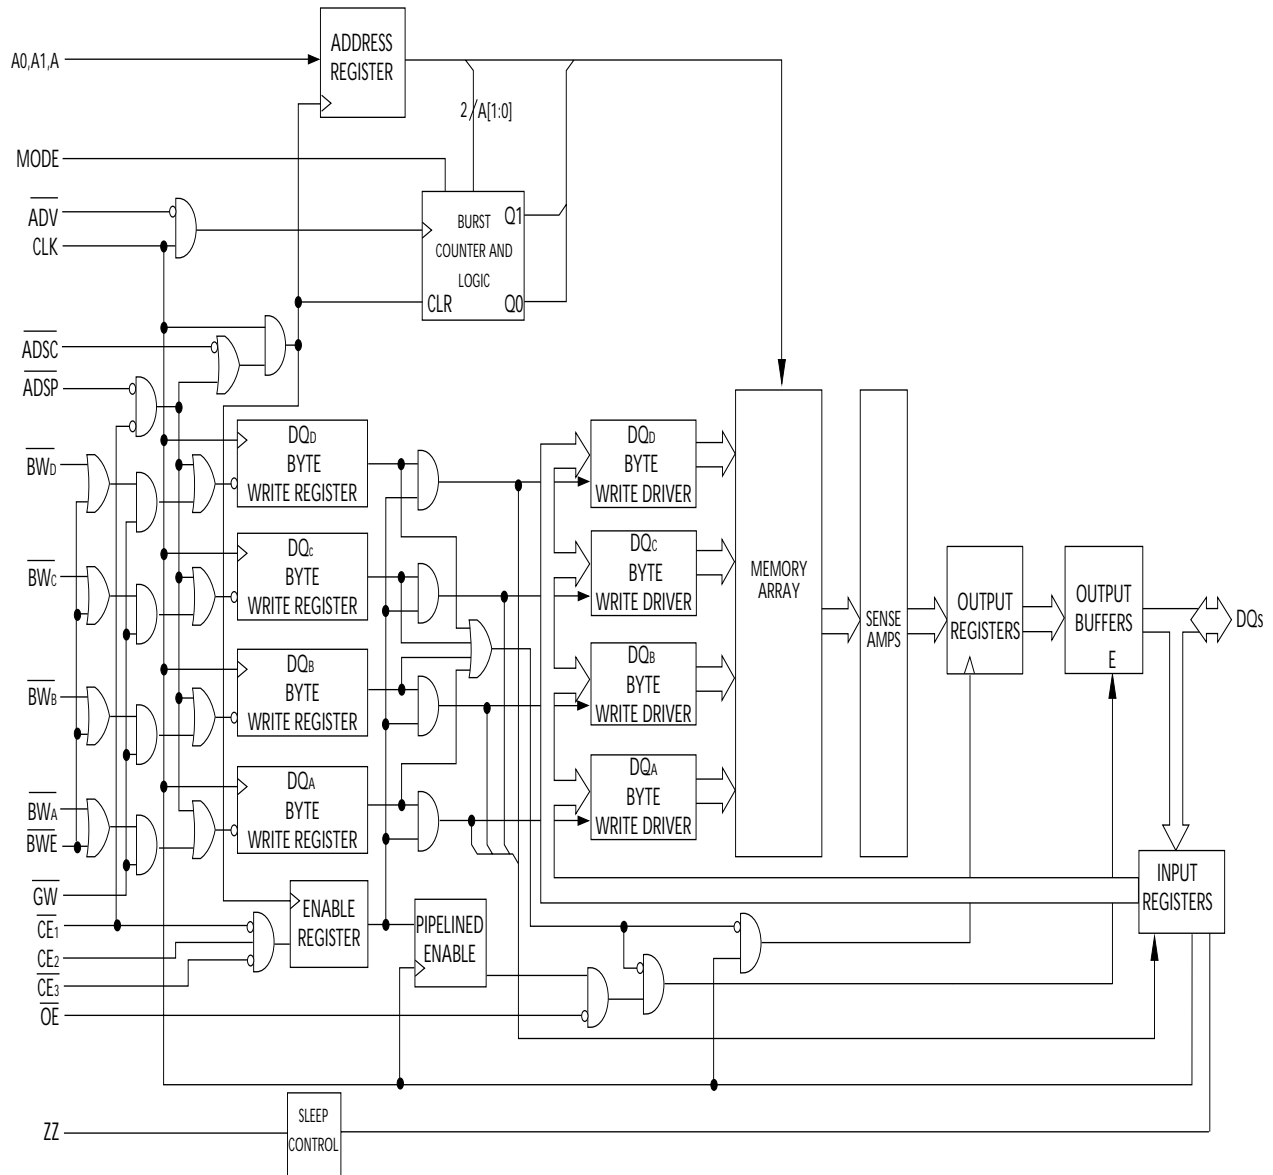 ADDRESS
REGISTER
A0,A1,A
2
A[1:0]
MODE
ADV
CLK
BURST
COUNTER AND
LOGIC
Q1
CLR
Q0
ADSC
ADSP
BWD
DQD
BYTE
WRITE REGISTER
DQD
BYTE
WRITE DRIVER
BWC
DQc
BYTE
WRITE REGISTER
DQC
BYTE
WRITE DRIVER
MEMORY
ARRAY
SENSE
AMPS
OUTPUT
REGISTERS
OUTPUT
BUFFERS
E
DQs
BWB
DQB
BYTE
WRITE REGISTER
DQB
BYTE
WRITE DRIVER
BWA
BWE
DQA
BYTE
WRITE REGISTER
DQA
BYTE
WRITE DRIVER
GW
CE1
CE2
CE3
OE
ENABLE
REGISTER
PIPELINED
ENABLE
INPUT
REGISTERS
ZZ
SLEEP
CONTROL